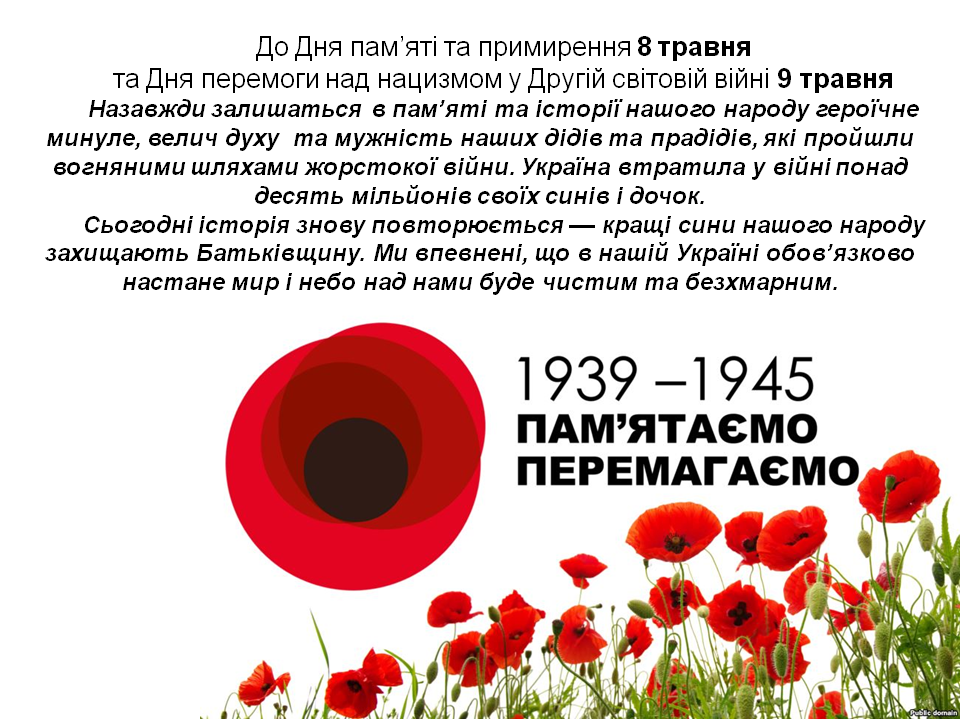 До Дня пам’яті та примирення 8 травня
та Дня перемоги над нацизмом у Другій світовій війні 9 травня
Назавжди залишаться в пам’яті та історії нашого народу героїчне
минуле, велич духу та мужність наших дідів та прадідів, які пройшли
вогняними шляхами жорстокої війни. Україна втратила у війні понад
десять мільйонів своїх синів і дочок.
Сьогодні історія знову повторюється — кращі сини нашого народу
захищають Батьківщину. Ми впевнені, що в нашій Україні обов’язково
настане мир і небо над нами буде чистим та безхмарним.
1939 –1945
ПАМ’ЯТАЄМО
ПЕРЕМАГАЄМО
Public domain